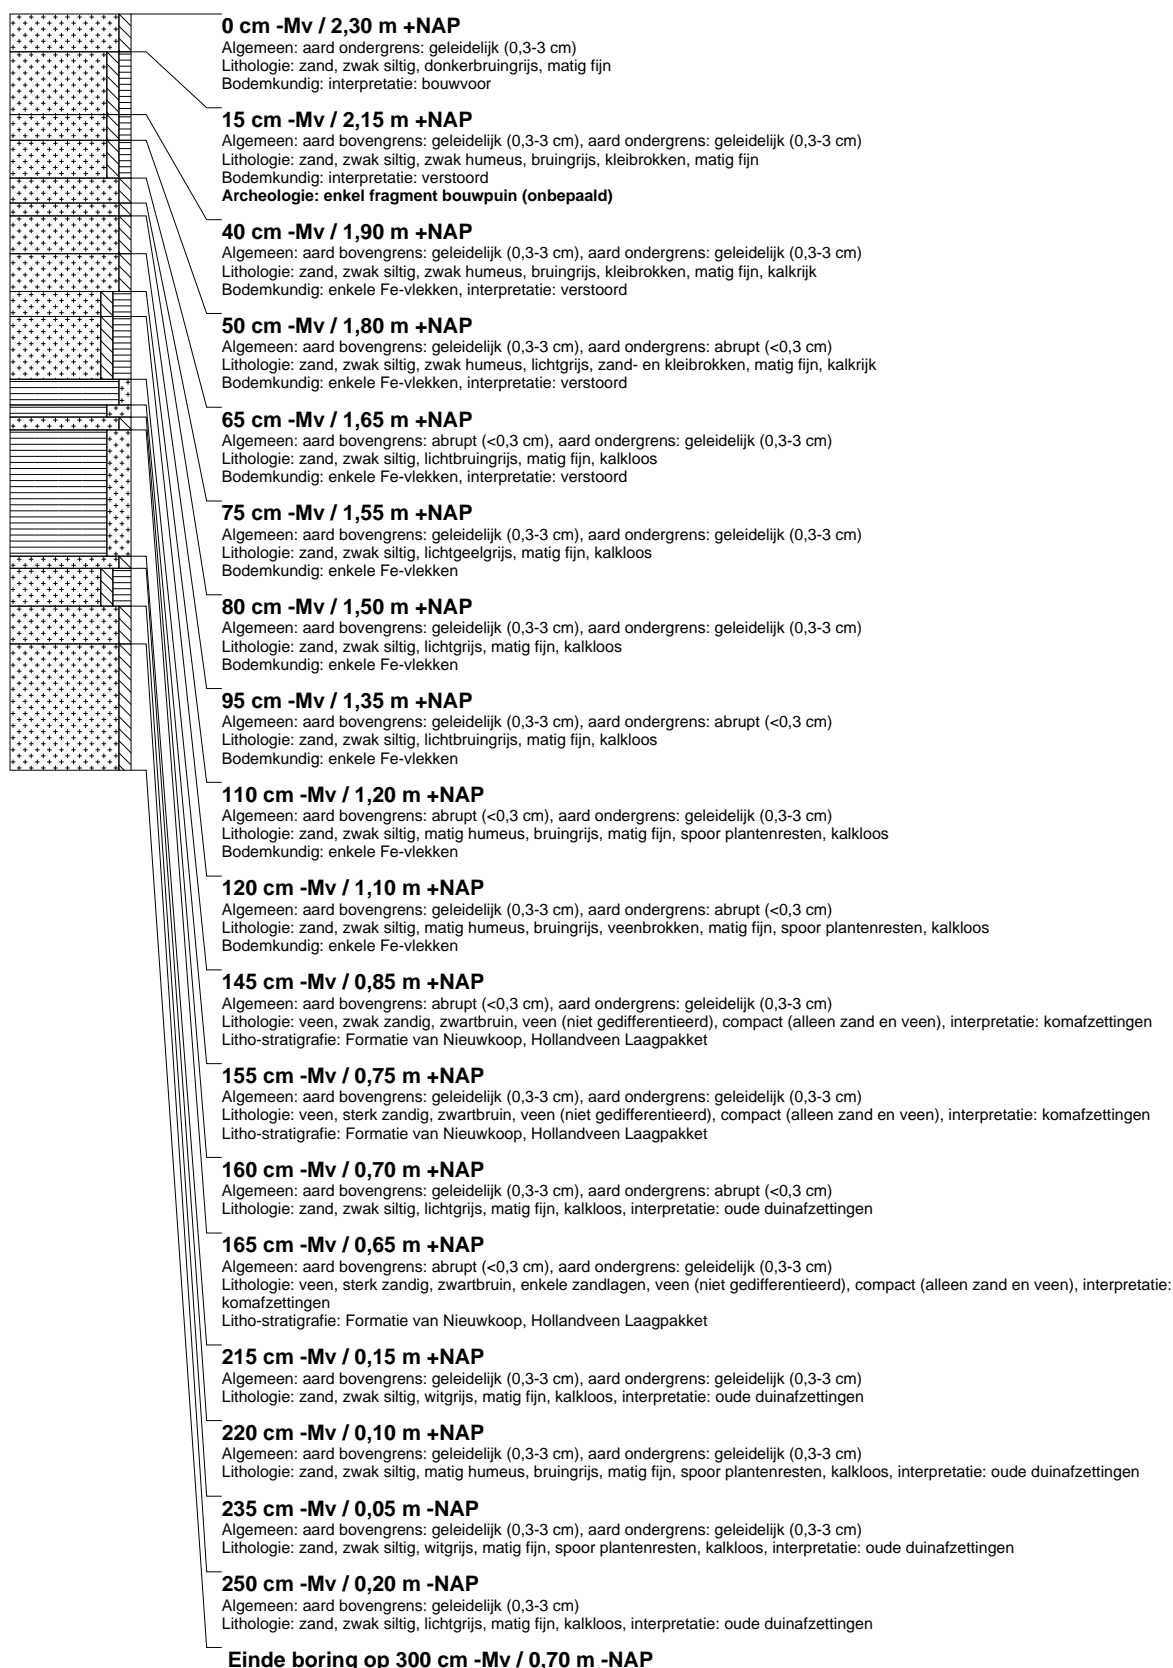 0 cm -Mv / 2,30 m +NAP
Algemeen: aard ondergrens: geleidelijk (0,3-3 cm)
Lithologie: zand, zwak siltig, donkerbruingrijs, matig fijn
Bodemkundig: interpretatie: bouwvoor
15 cm -Mv / 2,15 m +NAP
Algemeen: aard bovengrens: geleidelijk (0,3-3 cm), aard ondergrens: geleidelijk (0,3-3 cm)
Lithologie: zand, zwak siltig, zwak humeus, bruingrijs, kleibrokken, matig fijn
Bodemkundig: interpretatie: verstoord
Archeologie: enkel fragment bouwpuin (onbepaald)
40 cm -Mv / 1,90 m +NAP
Algemeen: aard bovengrens: geleidelijk (0,3-3 cm), aard ondergrens: geleidelijk (0,3-3 cm)
Lithologie: zand, zwak siltig, zwak humeus, bruingrijs, kleibrokken, matig fijn, kalkrijk
Bodemkundig: enkele Fe-vlekken, interpretatie: verstoord
50 cm -Mv / 1,80 m +NAP
Algemeen: aard bovengrens: geleidelijk (0,3-3 cm), aard ondergrens: abrupt (<0,3 cm)
Lithologie: zand, zwak siltig, zwak humeus, lichtgrijs, zand- en kleibrokken, matig fijn, kalkrijk
Bodemkundig: enkele Fe-vlekken, interpretatie: verstoord
65 cm -Mv / 1,65 m +NAP
Algemeen: aard bovengrens: abrupt (<0,3 cm), aard ondergrens: geleidelijk (0,3-3 cm)
Lithologie: zand, zwak siltig, lichtbruingrijs, matig fijn, kalkloos
Bodemkundig: enkele Fe-vlekken, interpretatie: verstoord
75 cm -Mv / 1,55 m +NAP
Algemeen: aard bovengrens: geleidelijk (0,3-3 cm), aard ondergrens: geleidelijk (0,3-3 cm)
Lithologie: zand, zwak siltig, lichtgeelgrijs, matig fijn, kalkloos
Bodemkundig: enkele Fe-vlekken
80 cm -Mv / 1,50 m +NAP
Algemeen: aard bovengrens: geleidelijk (0,3-3 cm), aard ondergrens: geleidelijk (0,3-3 cm)
Lithologie: zand, zwak siltig, lichtgrijs, matig fijn, kalkloos
Bodemkundig: enkele Fe-vlekken
95 cm -Mv / 1,35 m +NAP
Algemeen: aard bovengrens: geleidelijk (0,3-3 cm), aard ondergrens: abrupt (<0,3 cm)
Lithologie: zand, zwak siltig, lichtbruingrijs, matig fijn, kalkloos
Bodemkundig: enkele Fe-vlekken
110 cm -Mv / 1,20 m +NAP
Algemeen: aard bovengrens: abrupt (<0,3 cm), aard ondergrens: geleidelijk (0,3-3 cm)
Lithologie: zand, zwak siltig, matig humeus, bruingrijs, matig fijn, spoor plantenresten, kalkloos
Bodemkundig: enkele Fe-vlekken
120 cm -Mv / 1,10 m +NAP
Algemeen: aard bovengrens: geleidelijk (0,3-3 cm), aard ondergrens: abrupt (<0,3 cm)
Lithologie: zand, zwak siltig, matig humeus, bruingrijs, veenbrokken, matig fijn, spoor plantenresten, kalkloos
Bodemkundig: enkele Fe-vlekken
145 cm -Mv / 0,85 m +NAP
Algemeen: aard bovengrens: abrupt (<0,3 cm), aard ondergrens: geleidelijk (0,3-3 cm)
Lithologie: veen, zwak zandig, zwartbruin, veen (niet gedifferentieerd), compact (alleen zand en veen), interpretatie: komafzettingen
Litho-stratigrafie: Formatie van Nieuwkoop, Hollandveen Laagpakket
155 cm -Mv / 0,75 m +NAP
Algemeen: aard bovengrens: geleidelijk (0,3-3 cm), aard ondergrens: geleidelijk (0,3-3 cm)
Lithologie: veen, sterk zandig, zwartbruin, veen (niet gedifferentieerd), compact (alleen zand en veen), interpretatie: komafzettingen
Litho-stratigrafie: Formatie van Nieuwkoop, Hollandveen Laagpakket
160 cm -Mv / 0,70 m +NAP
Algemeen: aard bovengrens: geleidelijk (0,3-3 cm), aard ondergrens: abrupt (<0,3 cm)
Lithologie: zand, zwak siltig, lichtgrijs, matig fijn, kalkloos, interpretatie: oude duinafzettingen
165 cm -Mv / 0,65 m +NAP
Algemeen: aard bovengrens: abrupt (<0,3 cm), aard ondergrens: geleidelijk (0,3-3 cm)
Lithologie: veen, sterk zandig, zwartbruin, enkele zandlagen, veen (niet gedifferentieerd), compact (alleen zand en veen), interpretatie:
komafzettingen
Litho-stratigrafie: Formatie van Nieuwkoop, Hollandveen Laagpakket
215 cm -Mv / 0,15 m +NAP
Algemeen: aard bovengrens: geleidelijk (0,3-3 cm), aard ondergrens: geleidelijk (0,3-3 cm)
Lithologie: zand, zwak siltig, witgrijs, matig fijn, kalkloos, interpretatie: oude duinafzettingen
220 cm -Mv / 0,10 m +NAP
Algemeen: aard bovengrens: geleidelijk (0,3-3 cm), aard ondergrens: geleidelijk (0,3-3 cm)
Lithologie: zand, zwak siltig, matig humeus, bruingrijs, matig fijn, spoor plantenresten, kalkloos, interpretatie: oude duinafzettingen
235 cm -Mv / 0,05 m -NAP
Algemeen: aard bovengrens: geleidelijk (0,3-3 cm), aard ondergrens: geleidelijk (0,3-3 cm)
Lithologie: zand, zwak siltig, witgrijs, matig fijn, spoor plantenresten, kalkloos, interpretatie: oude duinafzettingen
250 cm -Mv / 0,20 m -NAP
Algemeen: aard bovengrens: geleidelijk (0,3-3 cm)
Lithologie: zand, zwak siltig, lichtgrijs, matig fijn, kalkloos, interpretatie: oude duinafzettingen
Einde boring op 300 cm -Mv / 0,70 m -NAP